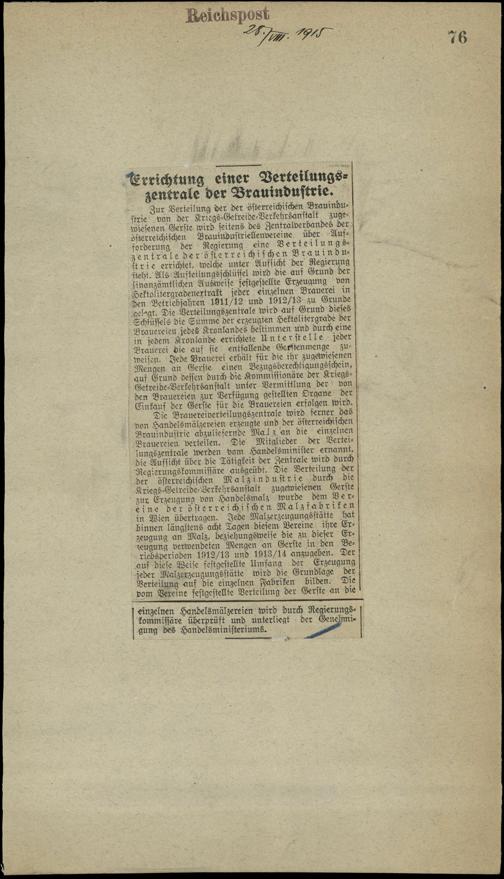 Reichspost
28./VIII. 1915
76
Errichtung einer Verteilungs-
zentrale der Brauindustrie.
Zur Verteilung der der österreichischen Brauindu-
strie von der Kriegs-Getreide-Verkehrsanstalt zuge-
wiesenen Gerste wird seitens des Zentralverbandes der
österreichischen Brauindustriellenvereine über Auf-
forderung der Regierung eine Verteilungs-
zentrale der österreichischen Brauindu-
strie errichtet, welche unter Aufsicht der Regierung
steht. Als Aufteilungsschlüssel wird die auf Grund der
finanzämtlichen Ausweise festgestellte Erzeugung von
Hektolitergradenextrakt jeder einzelnen Brauerei in
den Betriebsjahren 1911/12 und 1912/13 zu Grunde
gelegt. Die Verteilungszentrale wird auf Grund dieses
Schlüssels die Summe der erzeugten Hektolitergrade der
Brauereien jedes Kronlandes bestimmen und durch eine
in jedem Kronlande errichtete Unterstelle jeder
Brauerei die auf sie entfallende Gerstenmenge zu-
weisen. Jede Brauerei erhält für die ihr zugewiesenen
Mengen an Gerste einen Bezugsberechtigungsschein,
auf Grund dessen durch die Kommissionäre der Kriegs-
Getreide-Verkehrsanstalt unter Vermittlung der von
den Brauereien zur Verfügung gestellten Organe der
Einkauf der Gerste für die Brauereien erfolgen wird.
Die Brauereiverteilungszentrale wird ferner das
von Handelsmälzereien erzeugte und der österreichischen
Brauindustrie abzuliefernde Malz an die einzelnen
Brauereien verteilen. Die Mitglieder der Vertei-
lungszentrale werden vom Handelsminister ernannt,
die Aufsicht über die Tätigkeit der Zentrale wird durch
Regierungskommissäre ausgeübt. Die Verteilung der
der österreichischen Malzindustrie durch die
Kriegs-Getreide-Verkehrsanstalt zugewiesenen Gerste
zur Erzeugung von Handelsmalz wurde dem Ver-
eine der österreichischen Malzfabriken
in Wien übertragen. Jede Malzerzeugungsstätte hat
binnen längstens acht Tagen diesem Vereine ihre Er-
zeugung an Malz, beziehungsweise die zu dieser Er-
zeugung verwendeten Mengen an Gerste in den Be-
triebsperioden 1912/13 und 1913/14 anzugeben. Der
auf diese Weise festgestellte Umfang der Erzeugung
jeder Malzerzeugungsstätte wird die Grundlage der
Verteilung auf die einzelnen Fabriken bilden. Die
vom Vereine festgestellte Verteilung der Gerste an die
einzelnen Handelsmälzereien wird durch Regierungs-
kommissäre überprüft und unterliegt der Genehmi-
gung des Handelsministeriums.